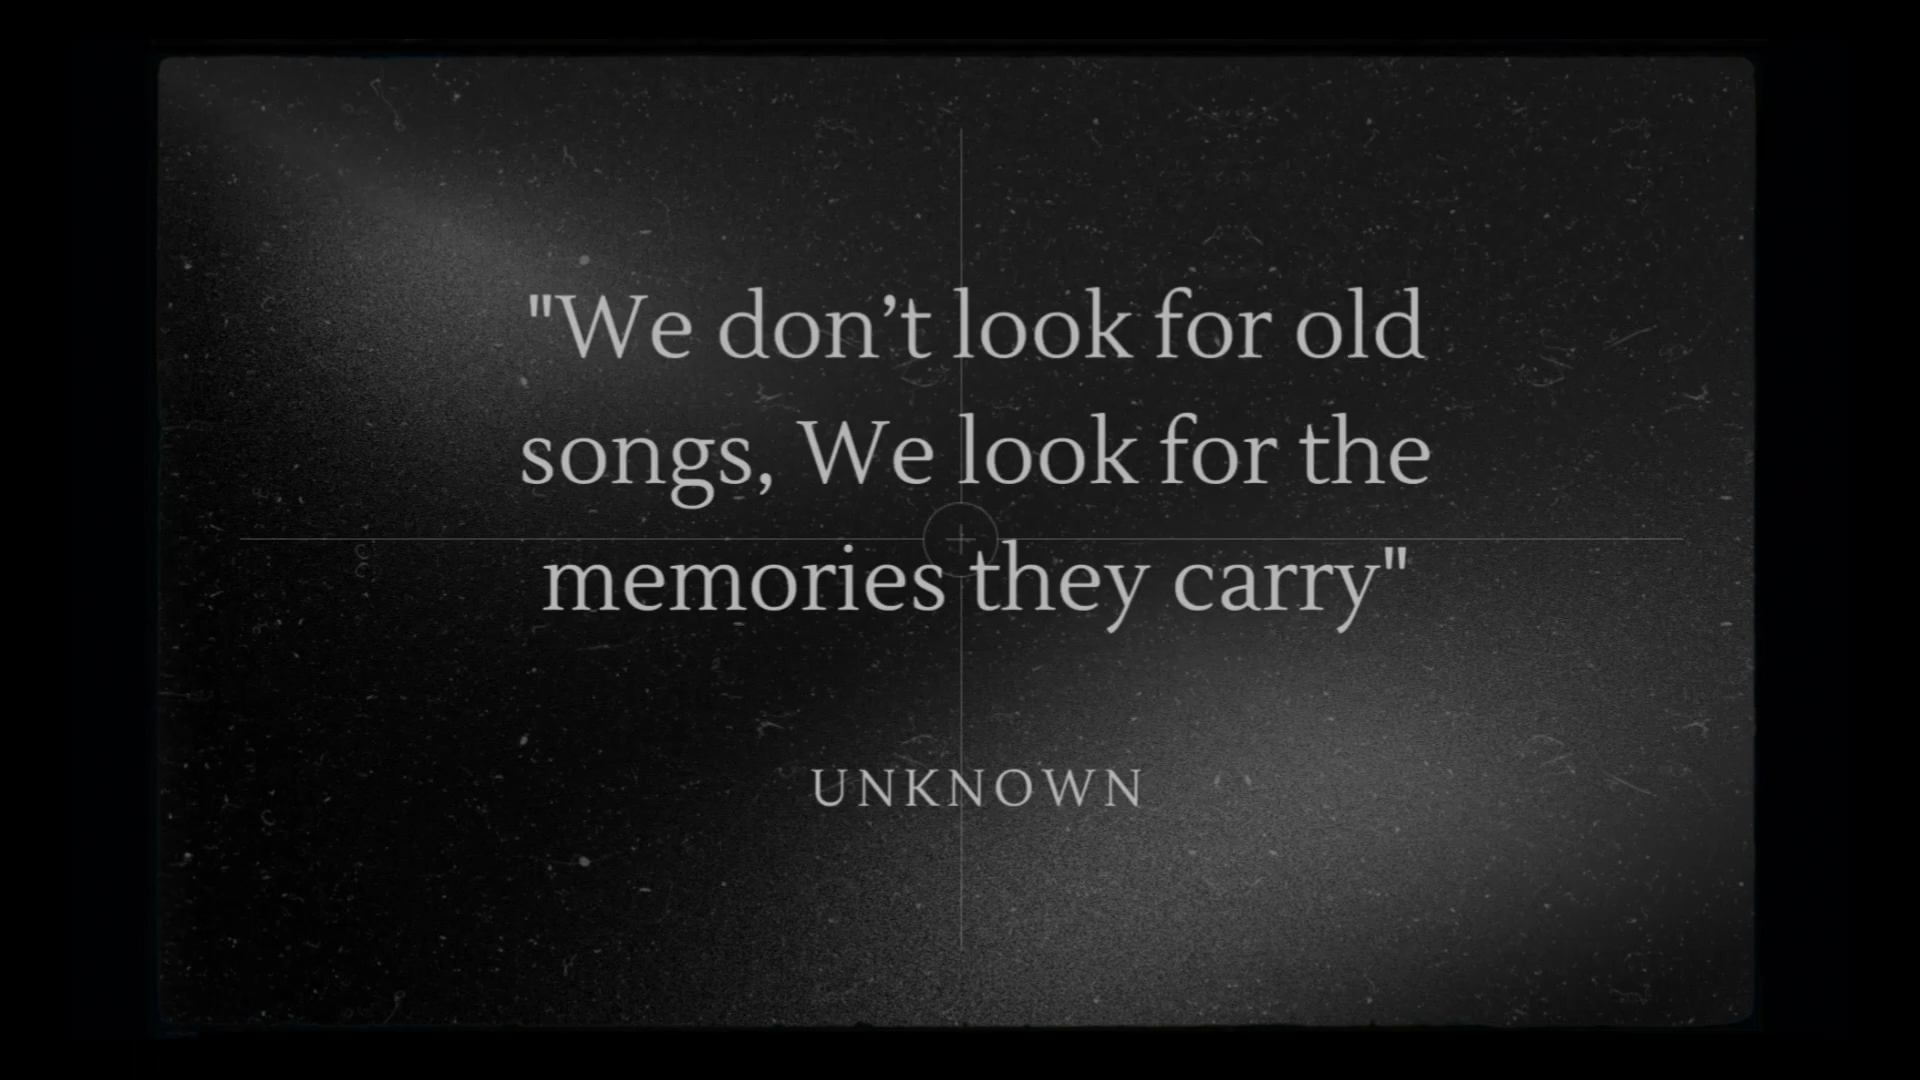 "We don’t look for old
songs, We look for the
memories they carry"
UNKNOWN